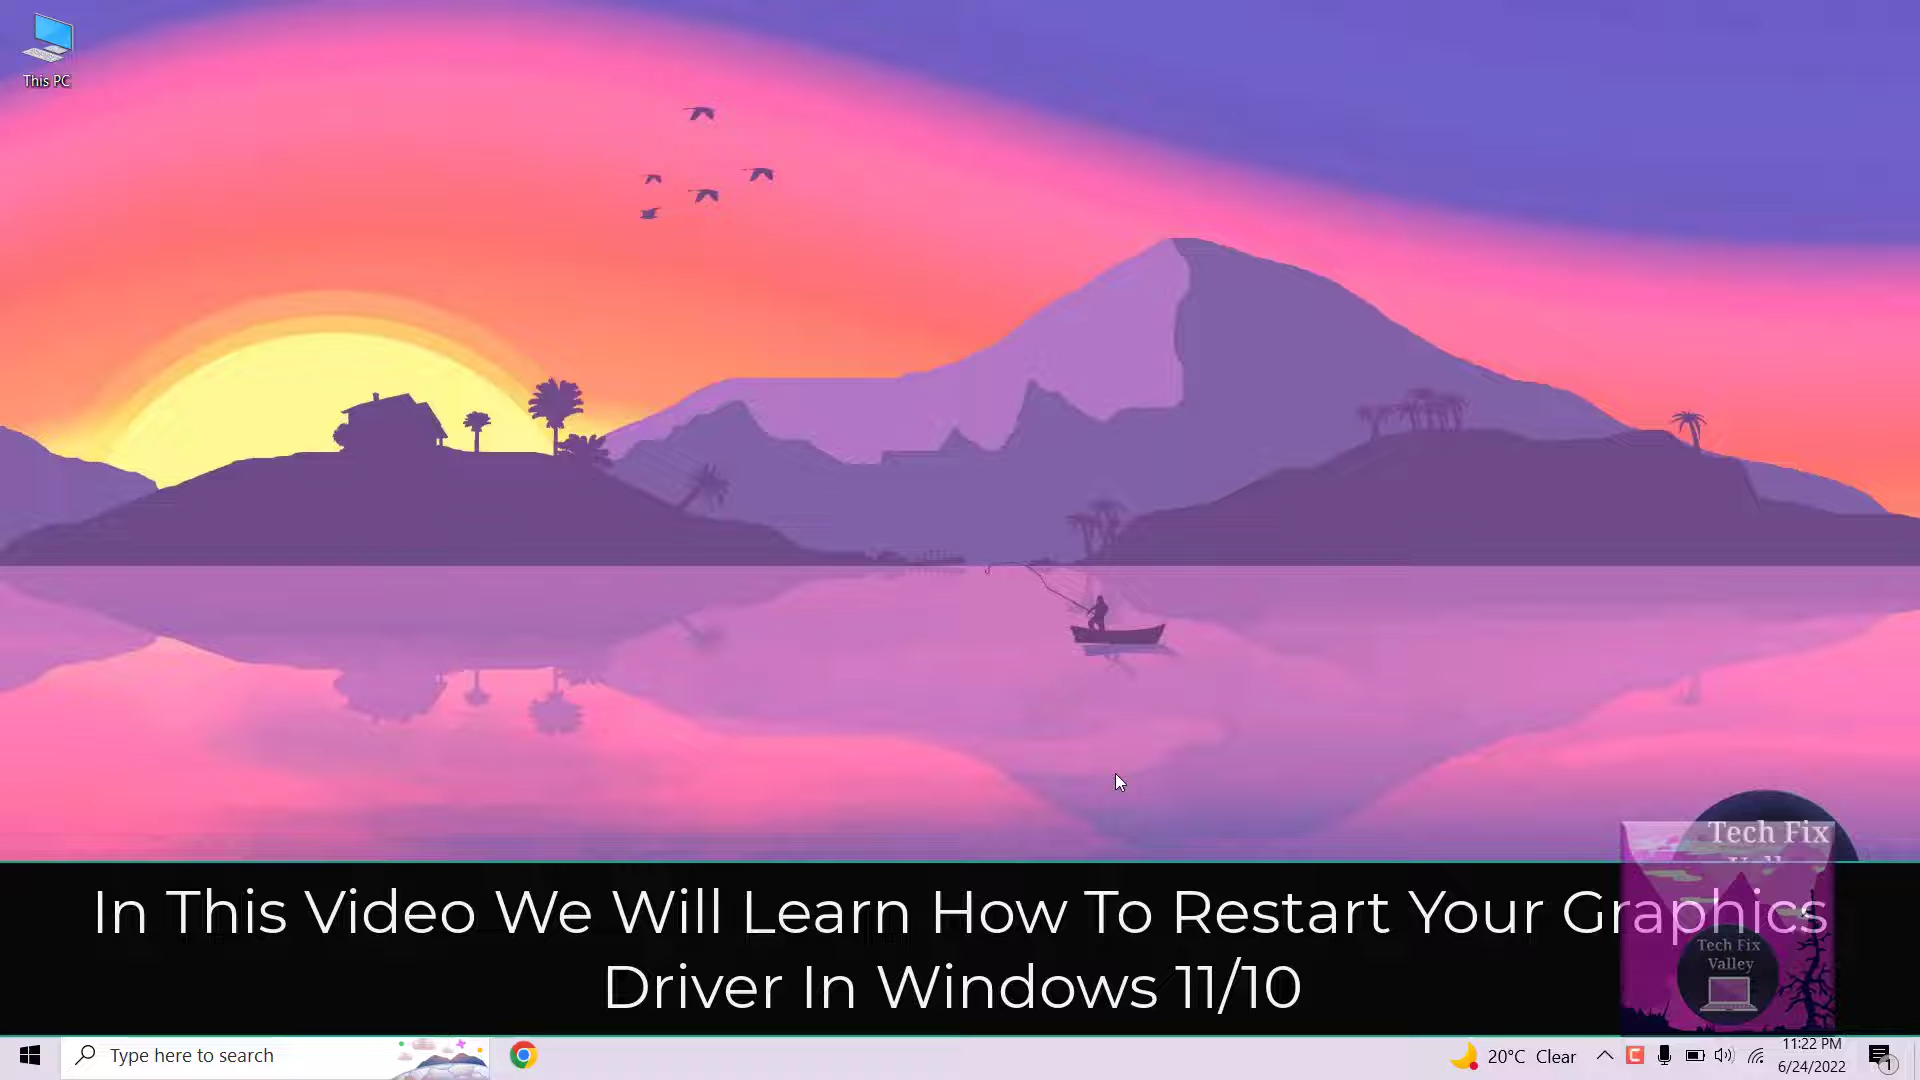 This PC
Tech Fix
In This Video We Will Learn How To Restart Your Graphics
Driver In Windows 11/10
Tech Fix
Valley
Type here to search
20°C Clear
11:22 PM
6/24/2022
1